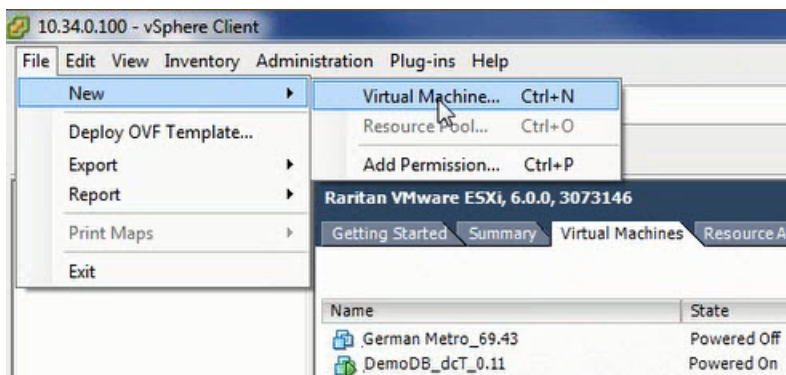 10.34.0.100 - vSphere Client
File Edit View Inventory Administration Plug-ins Help
New
Virtual Machine... Ctrl+N
Deploy OVF Template...
Resource Pool... Ctrl+O
Export
Add Permission... Ctrl+P
Report
Raritan VMware ESXi, 6.0.0, 3073146
Print Maps
Getting Started Summary Virtual Machines Resource A
Exit
Name State
German Metro_69.43 Powered Off
DemoDB_dcT_0.11 Powered On